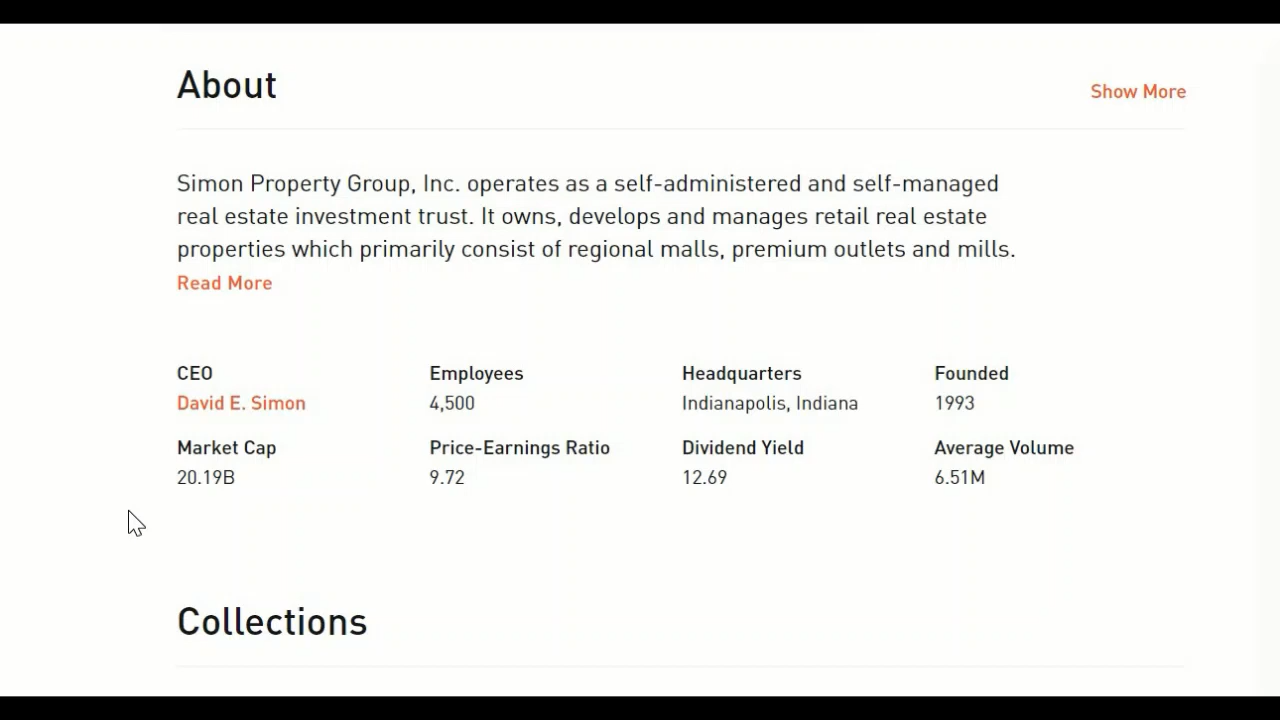 About
Show More
Simon Property Group, Inc. operates as a self-administered and self-managed
real estate investment trust. It owns, develops and manages retail real estate
properties which primarily consist of regional malls, premium outlets and mills.
Read More
CEO
David E. Simon
Employees
4,500
Headquarters
Indianapolis, Indiana
Founded
1993
Market Cap
20.19B
Price-Earnings Ratio
9.72
Dividend Yield
12.69
Average Volume
6.51M
Collections